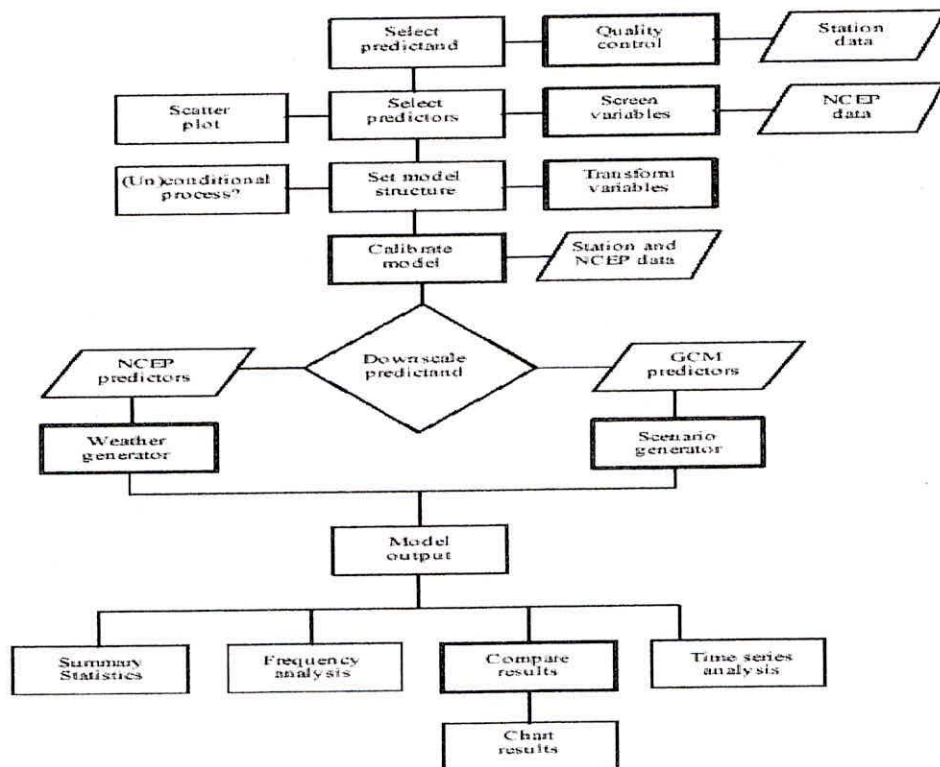 Select
predictand
Quality
control
Station
data
Scatter
plot
Select
predictors
Screen
variables
NCEP
data
(Un)conditional
process?
Set model
structure
Transform
variables
Calibrate
model
Station and
NCEP data
NCEP
predictors
Downscale
predictand
GCM
predictors
Weather
generator
Scenario
generator
Model
output
Summary
Statistics
Frequency
analysis
Compare
results
Time series
analysis
Chart
results